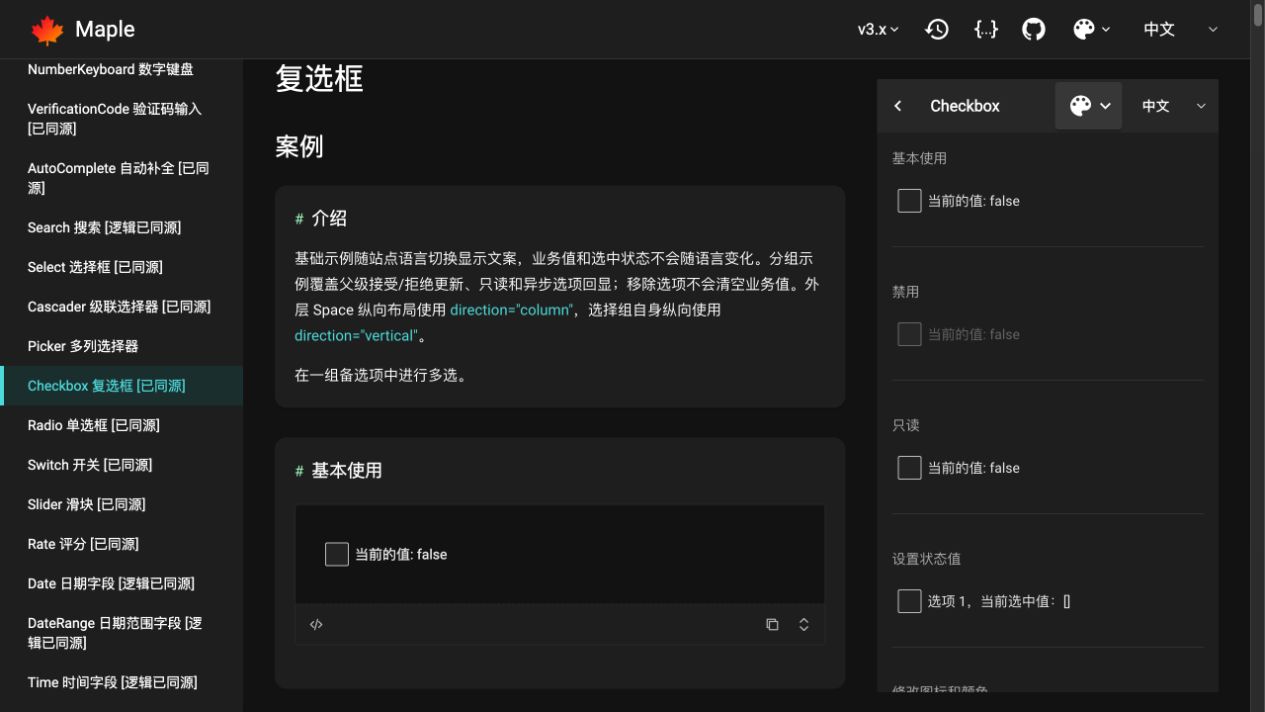 Maple
v3.x
中文
NumberKeyboard 数字键盘
VerificationCode 验证码输入
[已同源]
AutoComplete 自动补全 [已同
源]
Search 搜索 [逻辑已同源]
Select 选择框 [已同源]
Cascader 级联选择器 [已同源]
Picker 多列选择器
Checkbox 复选框 [已同源]
Radio 单选框 [已同源]
Switch 开关 [已同源]
Slider 滑块 [已同源]
Rate 评分 [已同源]
Date 日期字段 [逻辑已同源]
DateRange 日期范围字段 [逻
辑已同源]
Time 时间字段 [逻辑已同源]
复选框
案例
# 介绍
基础示例随站点语言切换显示文案，业务值和选中状态不会随语言变化。分组示
例覆盖父级接受/拒绝更新、只读和异步选项回显；移除选项不会清空业务值。外
层 Space 纵向布局使用 direction="column"，选择组自身纵向使用
direction="vertical"。
在一组备选项中进行多选。
# 基本使用
当前的值: false
Checkbox
中文
基本使用
当前的值: false
禁用
当前的值: false
只读
当前的值: false
设置状态值
选项 1，当前选中值：[]
修改图标和颜色